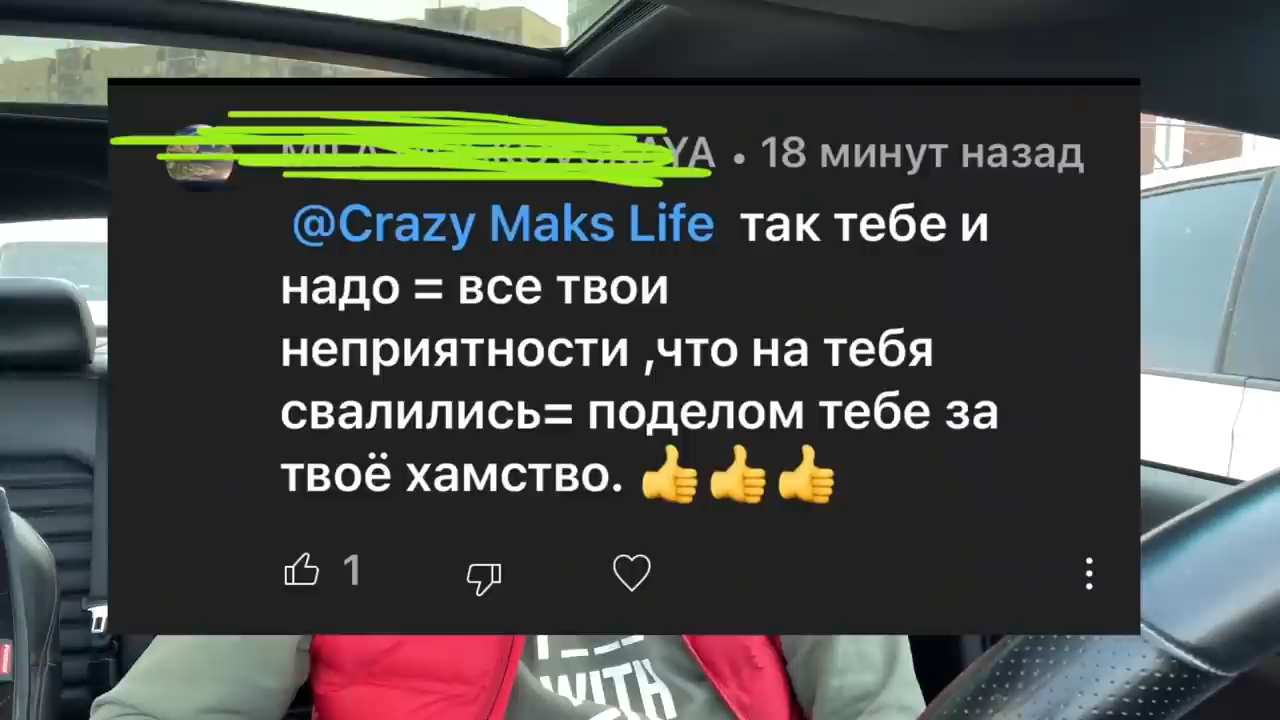 • 18 минут назад
@Crazy Maks Life так тебе и
надо = все твои
неприятности ,что на тебя
свалились= поделом тебе за
твоё хамство. 👍👍👍
1
WITH